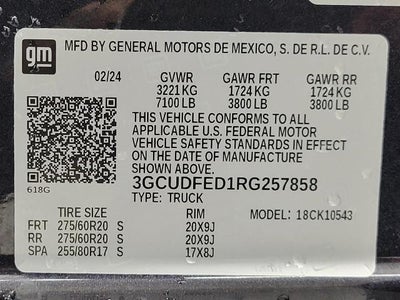 gm
MFD BY GENERAL MOTORS DE MEXICO, S. DE R.L. DE C.V.
02/24 GVWR GAWR FRT GAWR RR
3221 KG 1724 KG 1724 KG
7100 LB 3800 LB 3800 LB
THIS VEHICLE CONFORMS TO ALL
APPLICABLE U.S. FEDERAL MOTOR
VEHICLE SAFETY STANDARDS IN EFFECT
ON THE DATE OF MANUFACTURE
SHOWN ABOVE.
618G
3GCUDFED1RG257858
TYPE: TRUCK
TIRE SIZE RIM MODEL: 18CK10543
FRT 275/60R20 S 20X9J
RR 275/60R20 S 20X9J
SPA 255/80R17 S 17X8J